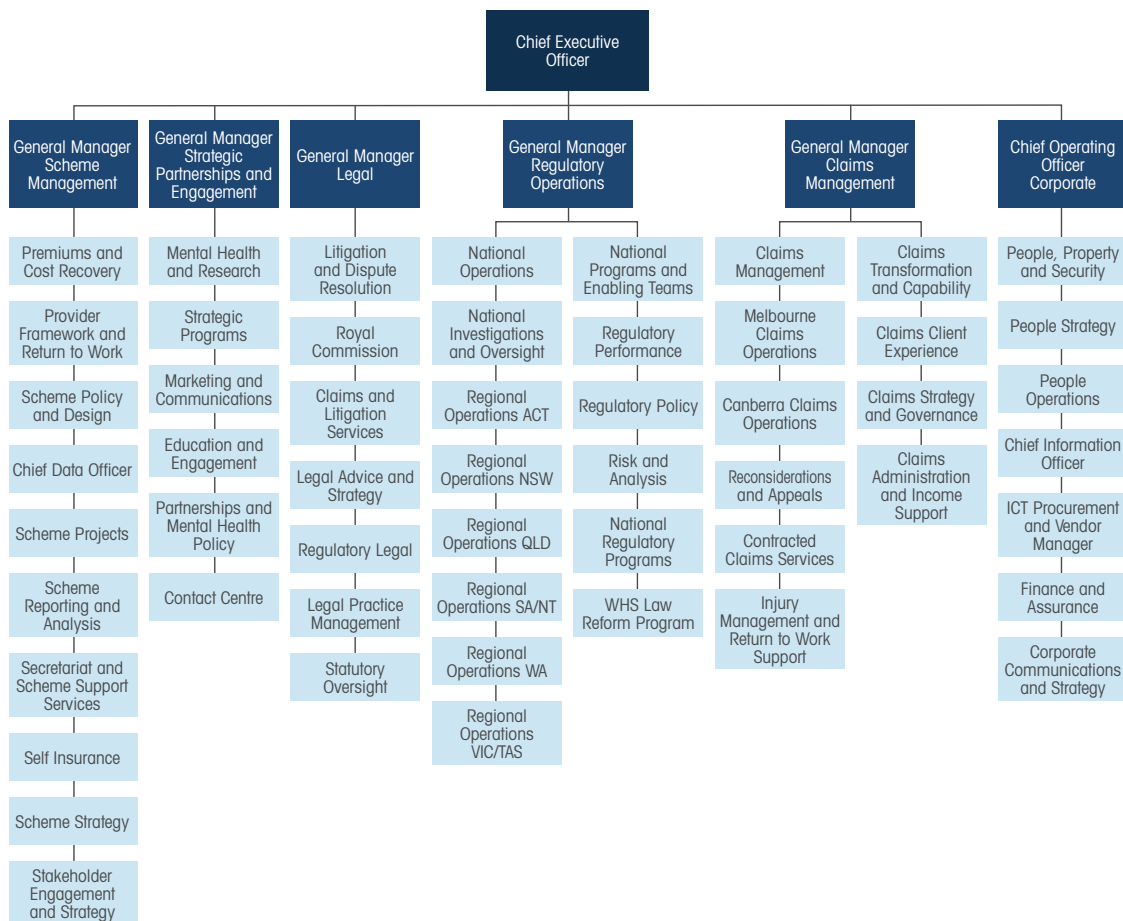 Chief Executive
Officer
General Manager
Scheme
Management
General Manager
Strategic
Partnerships and
Engagement
General Manager
Legal
General Manager
Regulatory
Operations
General Manager
Claims
Management
Chief Operating
Officer
Corporate
Premiums and
Cost Recovery
Provider
Framework and
Return to Work
Scheme Policy
and Design
Chief Data Officer
Scheme Projects
Scheme
Reporting and
Analysis
Secretariat and
Scheme Support
Services
Self Insurance
Scheme Strategy
Stakeholder
Engagement
and Strategy
Mental Health
and Research
Strategic
Programs
Marketing and
Communications
Education and
Engagement
Partnerships and
Mental Health
Policy
Contact Centre
Litigation
and Dispute
Resolution
Royal
Commission
Claims and
Litigation
Services
Legal Advice and
Strategy
Regulatory Legal
Legal Practice
Management
Statutory
Oversight
National
Operations
National
Investigations
and Oversight
Regional
Operations ACT
Regional
Operations NSW
Regional
Operations QLD
Regional
Operations SA/NT
Regional
Operations WA
Regional
Operations
VIC/TAS
National
Programs and
Enabling Teams
Regulatory
Performance
Regulatory Policy
Risk and
Analysis
National
Regulatory
Programs
WHS Law
Reform Program
Claims
Management
Melbourne
Claims
Operations
Canberra Claims
Operations
Reconsiderations
and Appeals
Contracted
Claims Services
Injury
Management and
Return to Work
Support
Claims
Transformation
and Capability
Claims Client
Experience
Claims Strategy
and Governance
Claims
Administration
and Income
Support
People, Property
and Security
People Strategy
People
Operations
Chief Information
Officer
ICT Procurement
and Vendor
Manager
Finance and
Assurance
Corporate
Communications
and Strategy